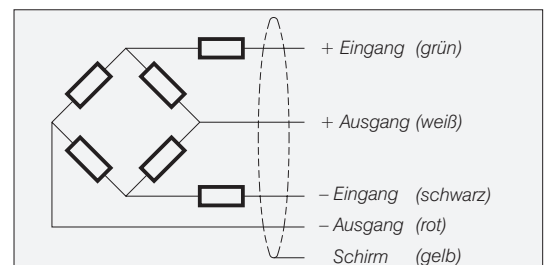 + Eingang (grün)
+ Ausgang (weiß)
– Eingang (schwarz)
– Ausgang (rot)
Schirm (gelb)